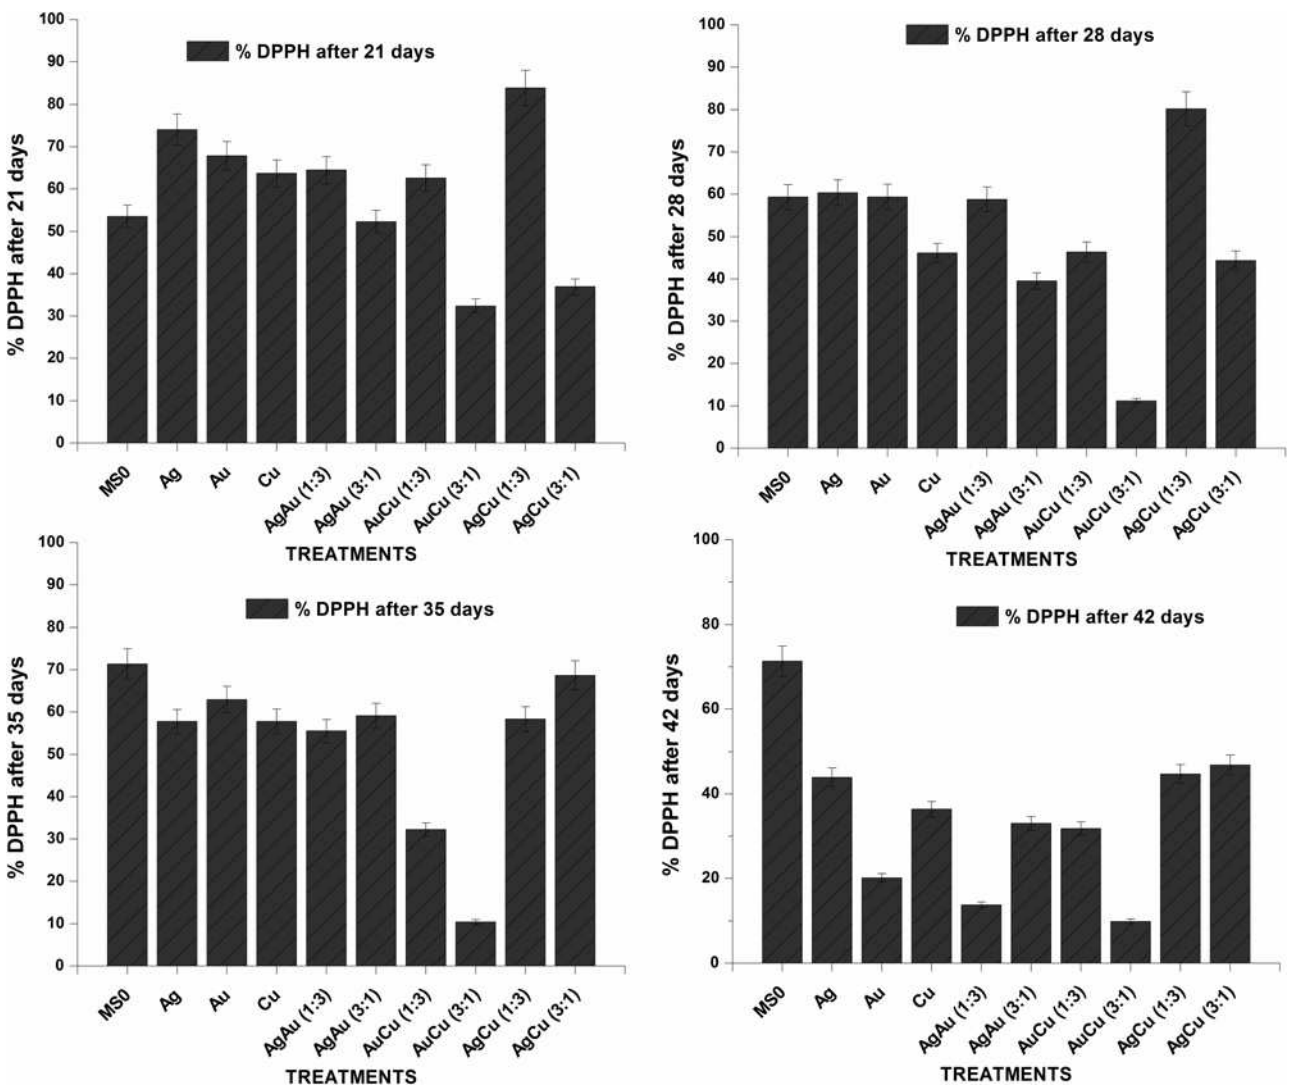 % DPPH after 21 days
% DPPH after 21 days
100
90
80
70
60
50
40
30
20
10
0
MS0
Ag
Au
Cu
AgAu (1:3)
AgAu (3:1)
AuCu (1:3)
AuCu (3:1)
AgCu (1:3)
AgCu (3:1)
TREATMENTS
% DPPH after 28 days
% DPPH after 28 days
100
90
80
70
60
50
40
30
20
10
0
MS0
Ag
Au
Cu
AgAu (1:3)
AgAu (3:1)
AuCu (1:3)
AuCu (3:1)
AgCu (1:3)
AgCu (3:1)
TREATMENTS
% DPPH after 35 days
% DPPH after 35 days
100
90
80
70
60
50
40
30
20
10
0
MS0
Ag
Au
Cu
AgAu (1:3)
AgAu (3:1)
AuCu (1:3)
AuCu (3:1)
AgCu (1:3)
AgCu (3:1)
TREATMENTS
% DPPH after 42 days
% DPPH after 42 days
100
80
60
40
20
0
MS0
Ag
Au
Cu
AgAu (1:3)
AgAu (3:1)
AuCu (1:3)
AuCu (3:1)
AgCu (1:3)
AgCu (3:1)
TREATMENTS